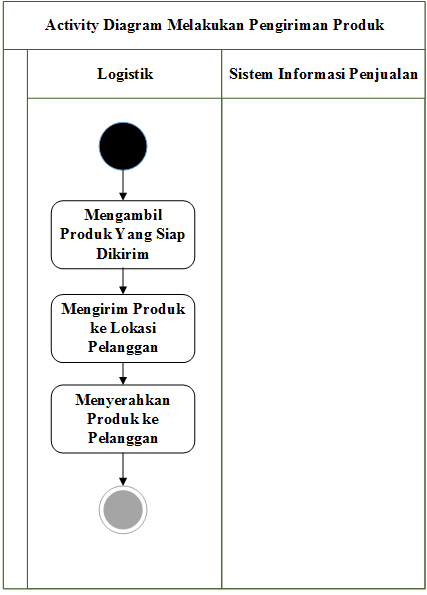 Activity Diagram Melakukan Pengiriman Produk
Logistik
Sistem Informasi Penjualan
Mengambil
Produk Yang Siap
Dikirim
Mengirim Produk
ke Lokasi
Pelanggan
Menyerahkan
Produk ke
Pelanggan